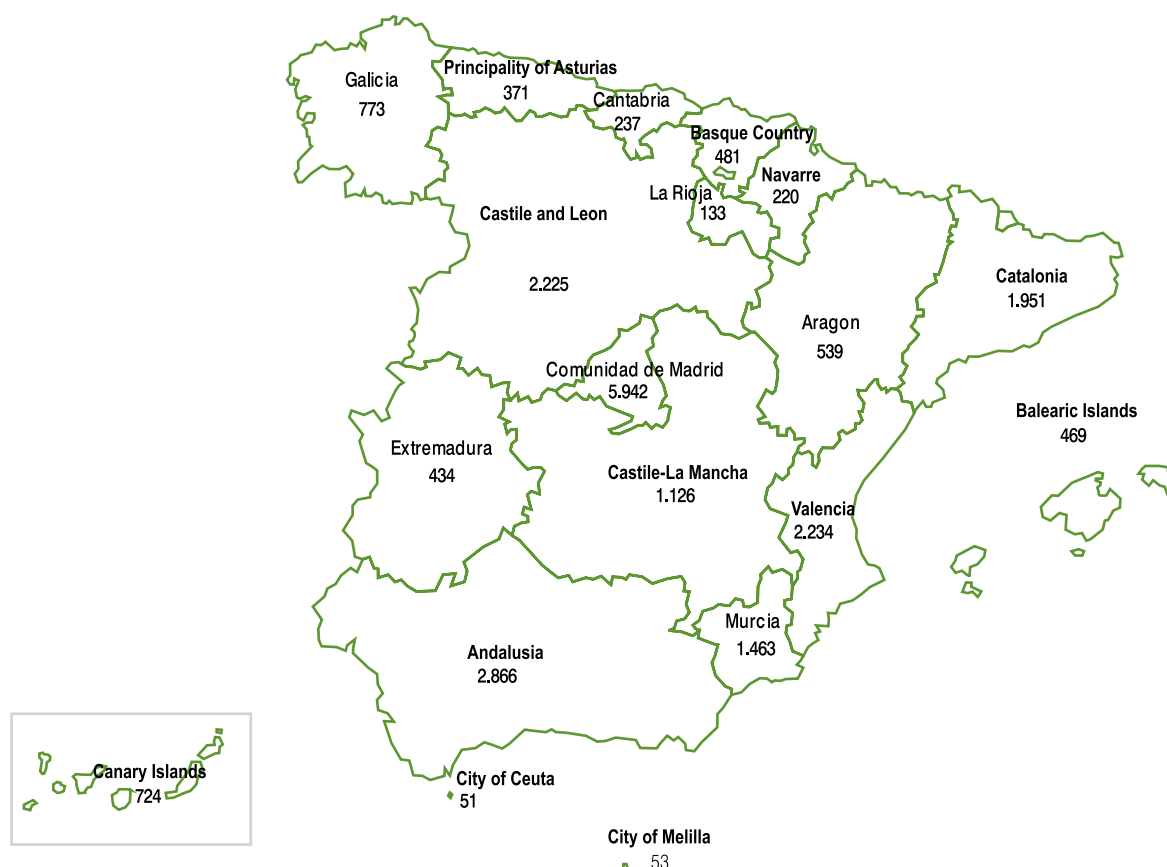 Galicia
773
Principality of Asturias
371
Cantabria
237
Basque Country
481
Navarre
220
La Rioja
133
Castile and Leon
2.225
Catalonia
1.951
Aragon
539
Comunidad de Madrid
5.942
Balearic Islands
469
Extremadura
434
Castile-La Mancha
1.126
Valencia
2.234
Murcia
1.463
Andalusia
2.866
Canary Islands
724
City of Ceuta
51
City of Melilla
53